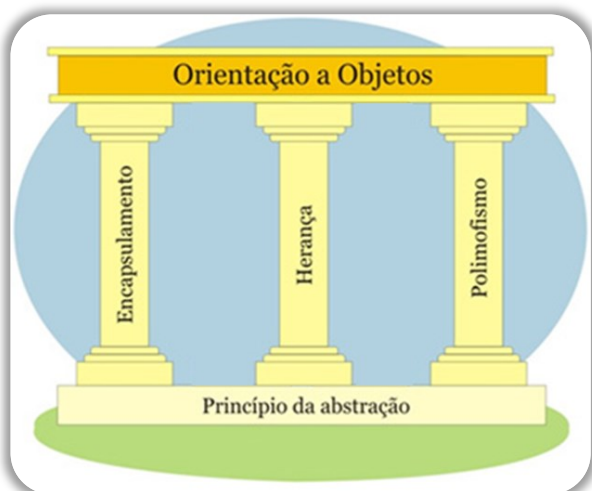 Orientação a Objetos
Encapsulamento
Herança
Polimofismo
Princípio da abstração